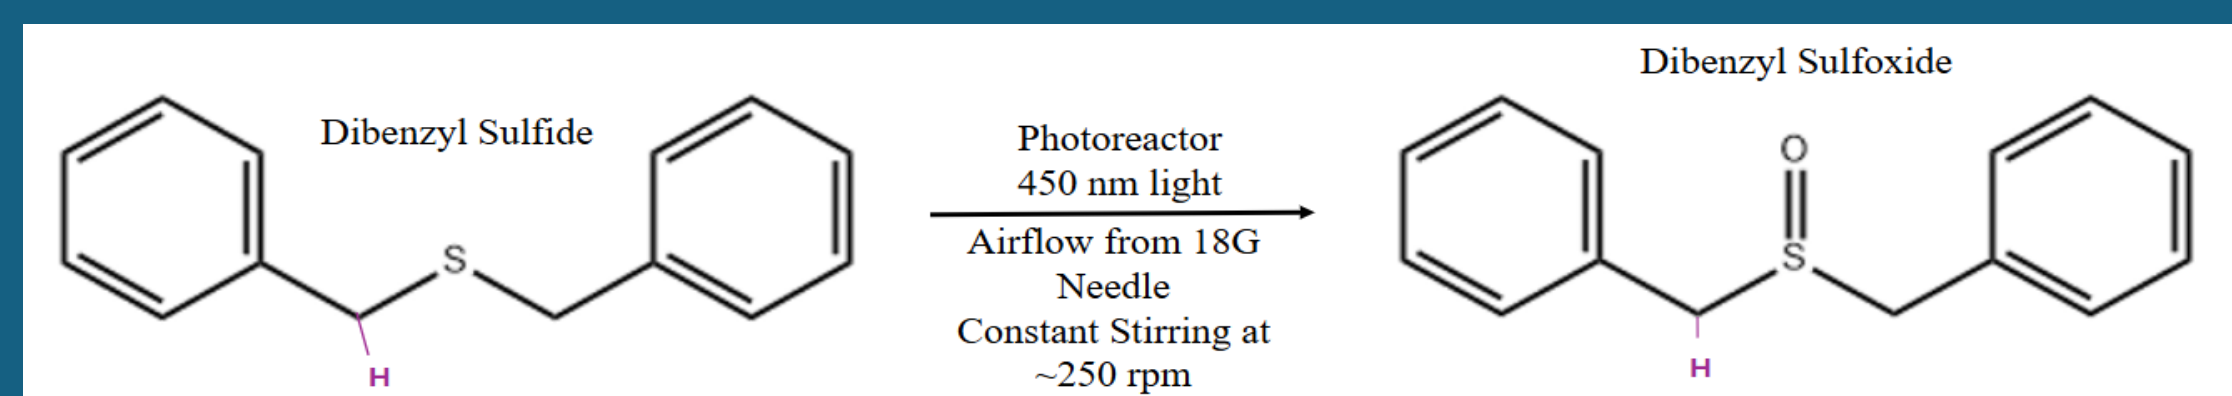 Dibenzyl Sulfide
S
H
Photoreactor
450 nm light
Airflow from 18G
Needle
Constant Stirring at
~250 rpm
Dibenzyl Sulfoxide
O
S
H